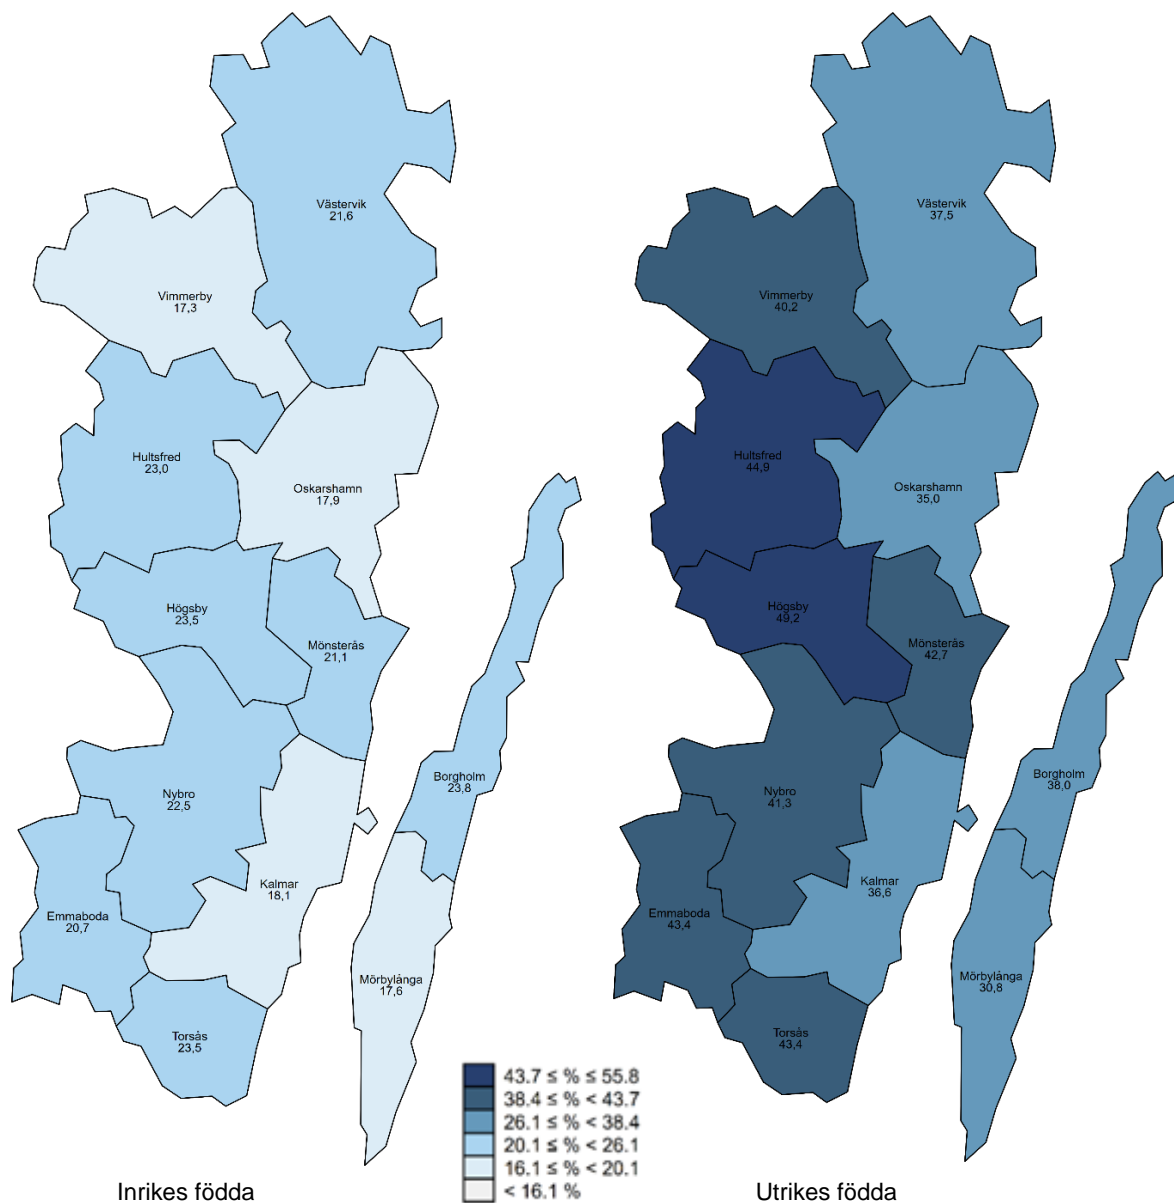 Västervik
21,6
Vimmerby
17,3
Hultsfred
23,0
Oskarshamn
17,9
Högsby
23,5
Mönsterås
21,1
Borgholm
23,8
Nybro
22,5
Kalmar
18,1
Emmaboda
20,7
Mörbylånga
17,6
Torsås
23,5
Inrikes födda
Västervik
37,5
Vimmerby
40,2
Hultsfred
44,9
Oskarshamn
35,0
Högsby
49,2
Mönsterås
42,7
Borgholm
38,0
Nybro
41,3
Kalmar
36,6
Emmaboda
43,4
Mörbylånga
30,8
Torsås
43,4
Utrikes födda
43.7 ≤ % ≤ 55.8
38.4 ≤ % < 43.7
26.1 ≤ % < 38.4
20.1 ≤ % < 26.1
16.1 ≤ % < 20.1
< 16.1 %